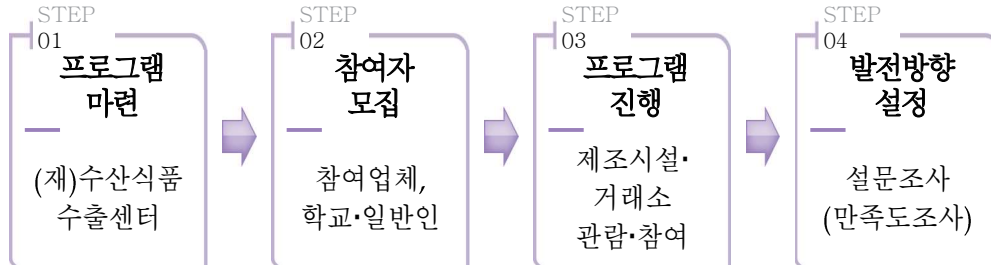 STEP
01
프로그램
마련
(재)수산식품
수출센터
STEP
02
참여자
모집
참여업체,
학교·일반인
STEP
03
프로그램
진행
제조시설·
거래소
관람·참여
STEP
04
발전방향
설정
설문조사
(만족도조사)